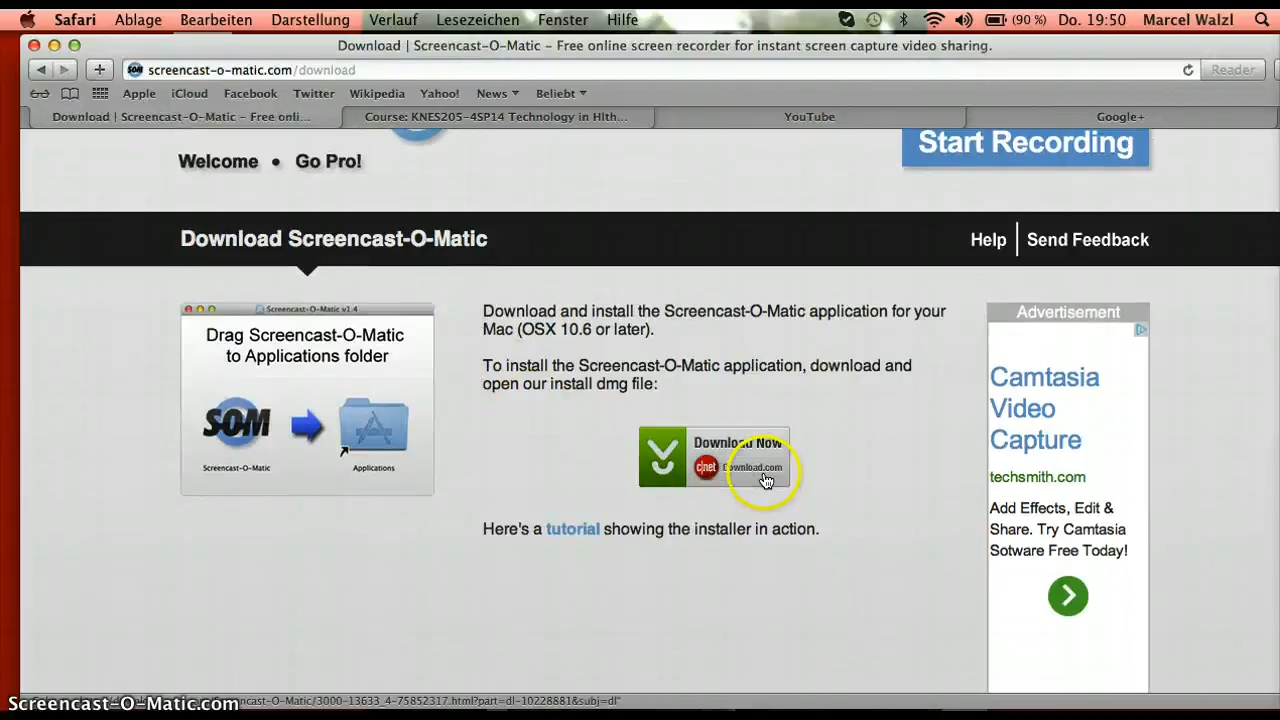 Safari Ablage Bearbeiten Darstellung Verlauf Lesezeichen Fenster Hilfe (90 %) Do. 19:50 Marcel Walzl
Download | Screencast-O-Matic – Free online screen recorder for instant screen capture video sharing.
screencast-o-matic.com/download Reader
Apple iCloud Facebook Twitter Wikipedia Yahoo! News Beliebt
Download | Screencast-O-Matic – Free onli... Course: KNES205-4SP14 Technology in Hlth... YouTube Google+
Welcome • Go Pro! Start Recording
Download Screencast-O-Matic Help Send Feedback
Screencast-O-Matic v1.4
Drag Screencast-O-Matic
to Applications folder
SOM
Screencast-O-Matic Applications
Download and install the Screencast-O-Matic application for your
Mac (OSX 10.6 or later).
To install the Screencast-O-Matic application, download and
open our install dmg file:
Download Now
c|net Download.com
Here's a tutorial showing the installer in action.
Advertisement
Camtasia
Video
Capture
techsmith.com
Add Effects, Edit &
Share. Try Camtasia
Sotware Free Today!
Screencast-O-Matic/3000-13633_4-75852317.html?part=dl-10228881&subj=dl"
Screencast-O-Matic.com